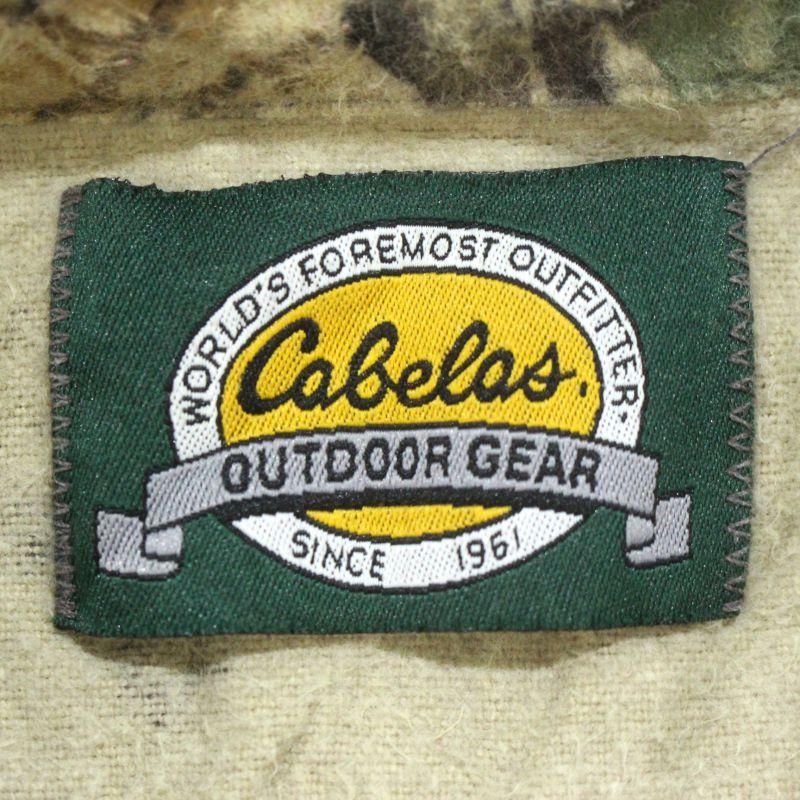 WORLD'S FOREMOST OUTFITTER.
Cabelas.
OUTDOOR GEAR
SINCE 1961